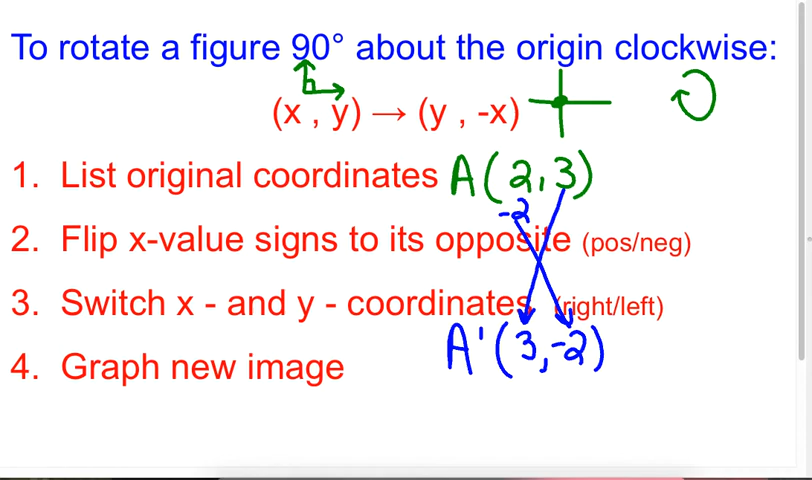 To rotate a figure 90° about the origin clockwise:
(x , y) → (y , -x)
1. List original coordinates A(2,3)
-2
2. Flip x-value signs to its opposite (pos/neg)
3. Switch x - and y - coordinates (right/left)
A'(3,-2)
4. Graph new image